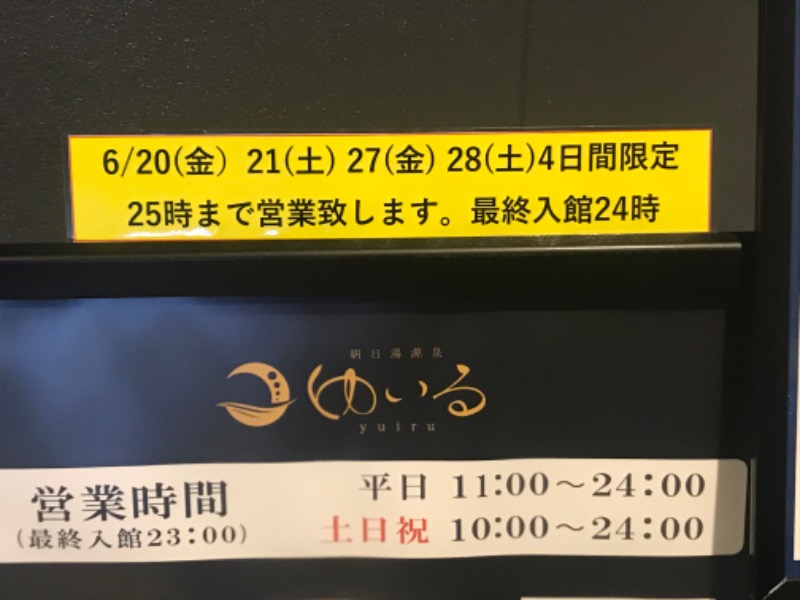 6/20(金) 21(土) 27(金) 28(土)4日間限定
25時まで営業致します。最終入館24時
朝日湯源泉
ゆいる
yuiru
営業時間
(最終入館23:00)
平日 11:00～24:00
土日祝 10:00～24:00